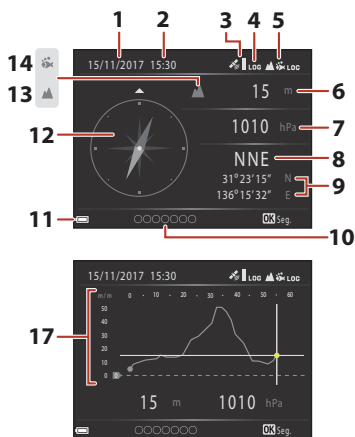 1 2 3 4 5
14
13
15/11/2017 15:30 LOG LOG
15 m 6
1010 hPa 7
12
NNE 8
31°23'15" N
136°15'32" E 9
11
○○○○○○○ OK Seg.
10
15/11/2017 15:30 LOG LOG
m/m 0 · 10 · 20 · 30 · 40 · 50 · 60
50
40
30
20
10
0 0
17
15 m 1010 hPa
○○○○○○○ OK Seg.